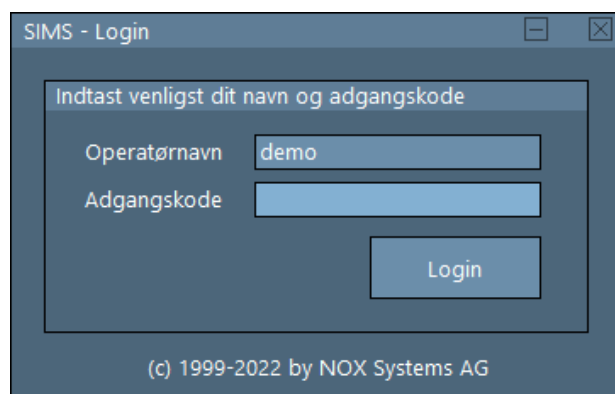 SIMS - Login
Indtast venligst dit navn og adgangskode
Operatørnavn demo
Adgangskode
Login
(c) 1999-2022 by NOX Systems AG